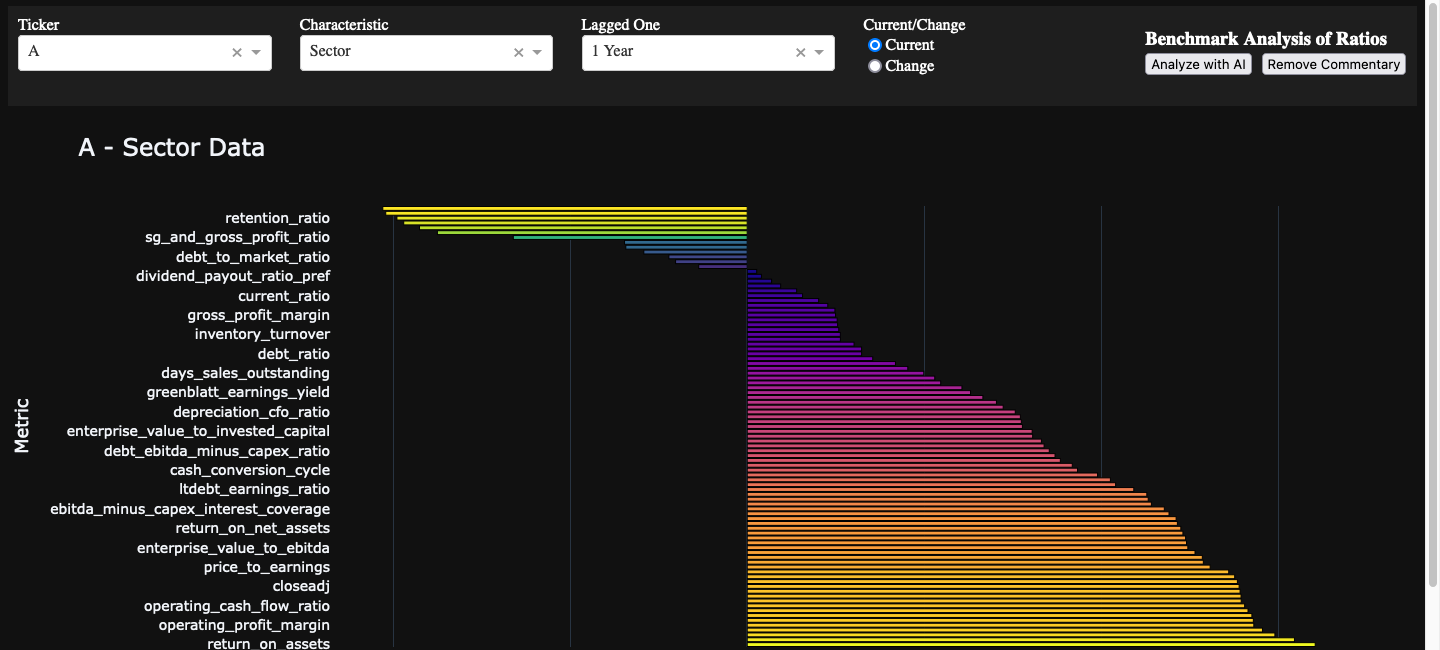 Ticker
Characteristic
Lagged One
Current/Change
A
Sector
1 Year
Current
Change
Benchmark Analysis of Ratios
Analyze with AI
Remove Commentary
A - Sector Data
Metric
retention_ratio
sg_and_gross_profit_ratio
debt_to_market_ratio
dividend_payout_ratio_pref
current_ratio
gross_profit_margin
inventory_turnover
debt_ratio
days_sales_outstanding
greenblatt_earnings_yield
depreciation_cfo_ratio
enterprise_value_to_invested_capital
debt_ebitda_minus_capex_ratio
cash_conversion_cycle
ltdebt_earnings_ratio
ebitda_minus_capex_interest_coverage
return_on_net_assets
enterprise_value_to_ebitda
price_to_earnings
closeadj
operating_cash_flow_ratio
operating_profit_margin
return_on_assets